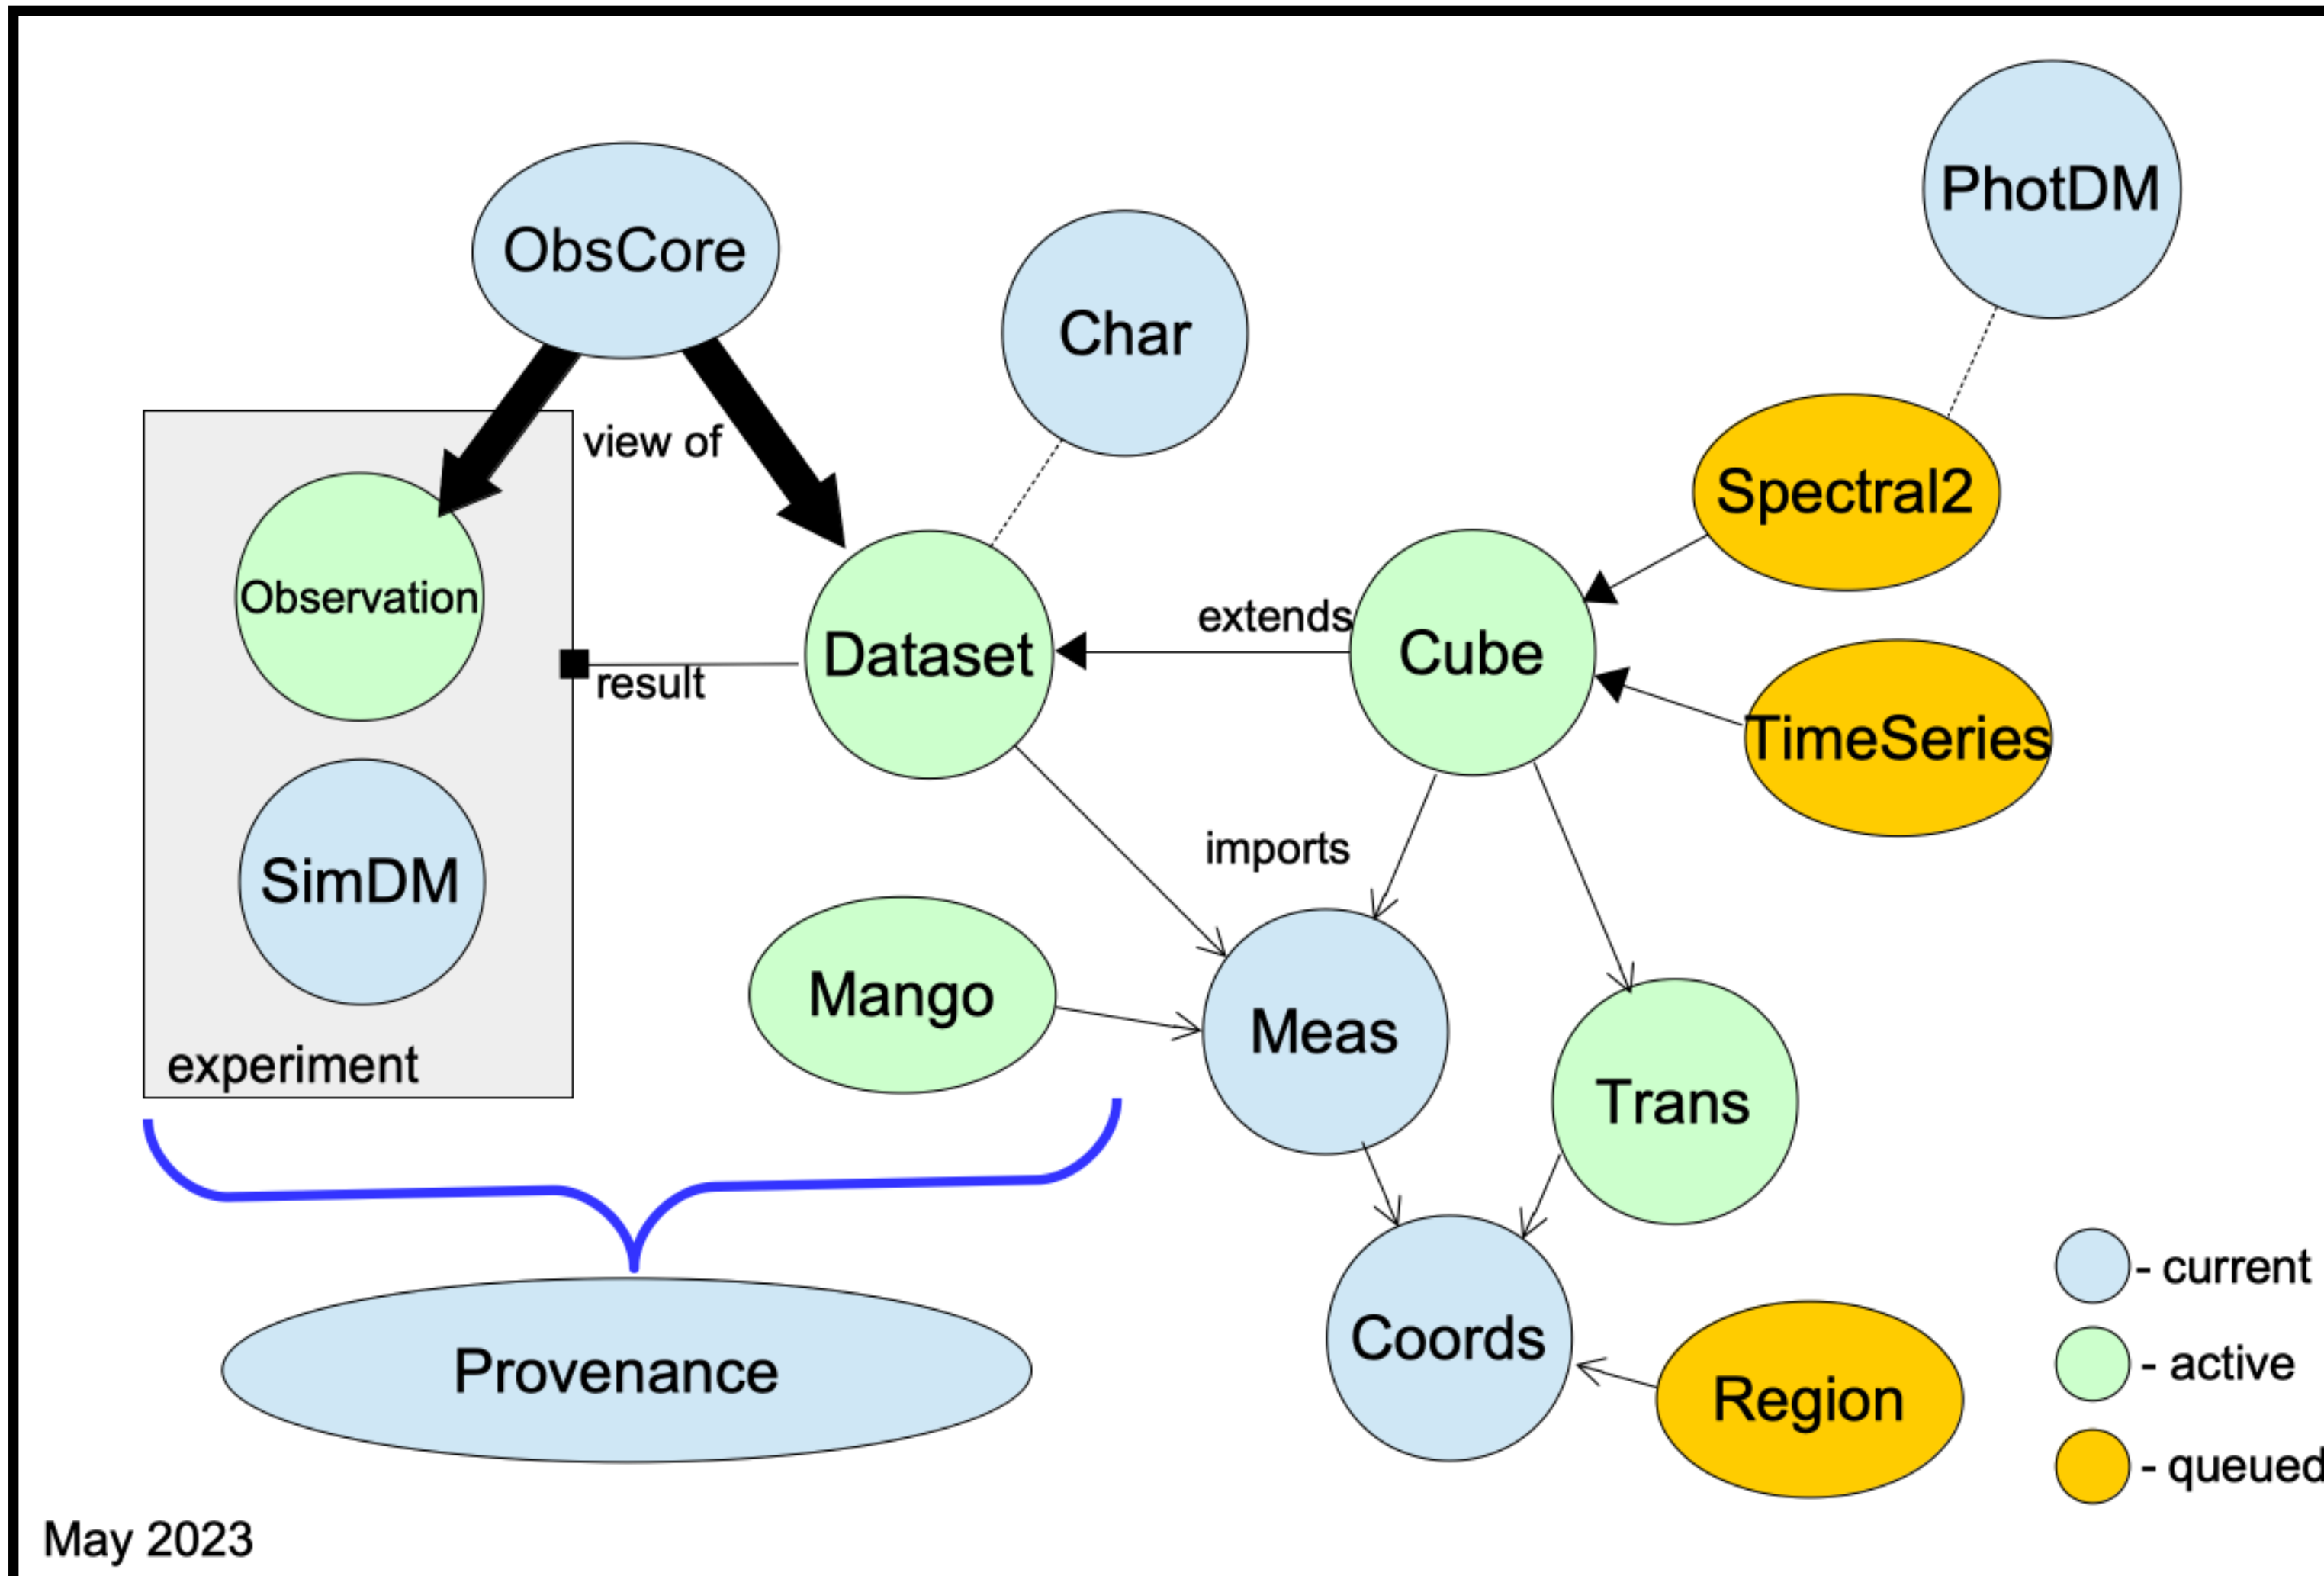 PhotDM
ObsCore
Char
view of
Spectral2
Observation
extends
Dataset
Cube
result
TimeSeries
imports
SimDM
Mango
Meas
experiment
Trans
- current
Coords
- active
Provenance
Region
- queued
May 2023